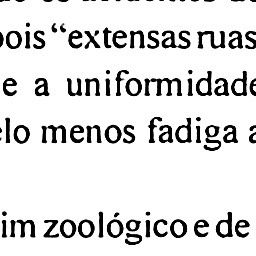 pois “extensas ruas
e a uniformidade
elo menos fadiga a
im zoológico e de